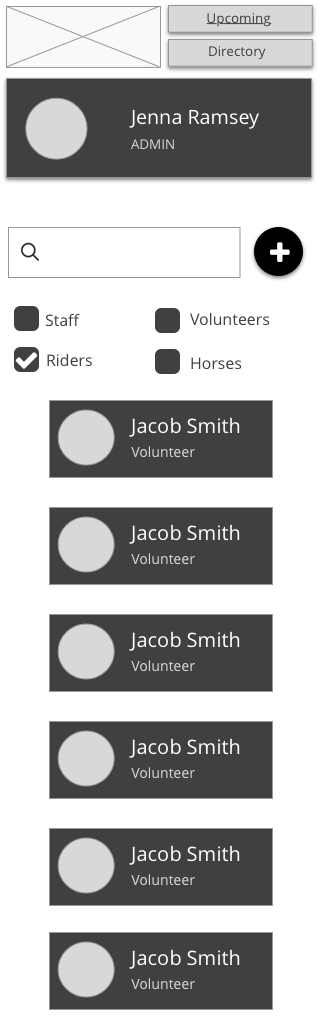 Upcoming
Directory
Jenna Ramsey
ADMIN
Staff
Volunteers
Riders
Horses
Jacob Smith
Volunteer
Jacob Smith
Volunteer
Jacob Smith
Volunteer
Jacob Smith
Volunteer
Jacob Smith
Volunteer
Jacob Smith
Volunteer